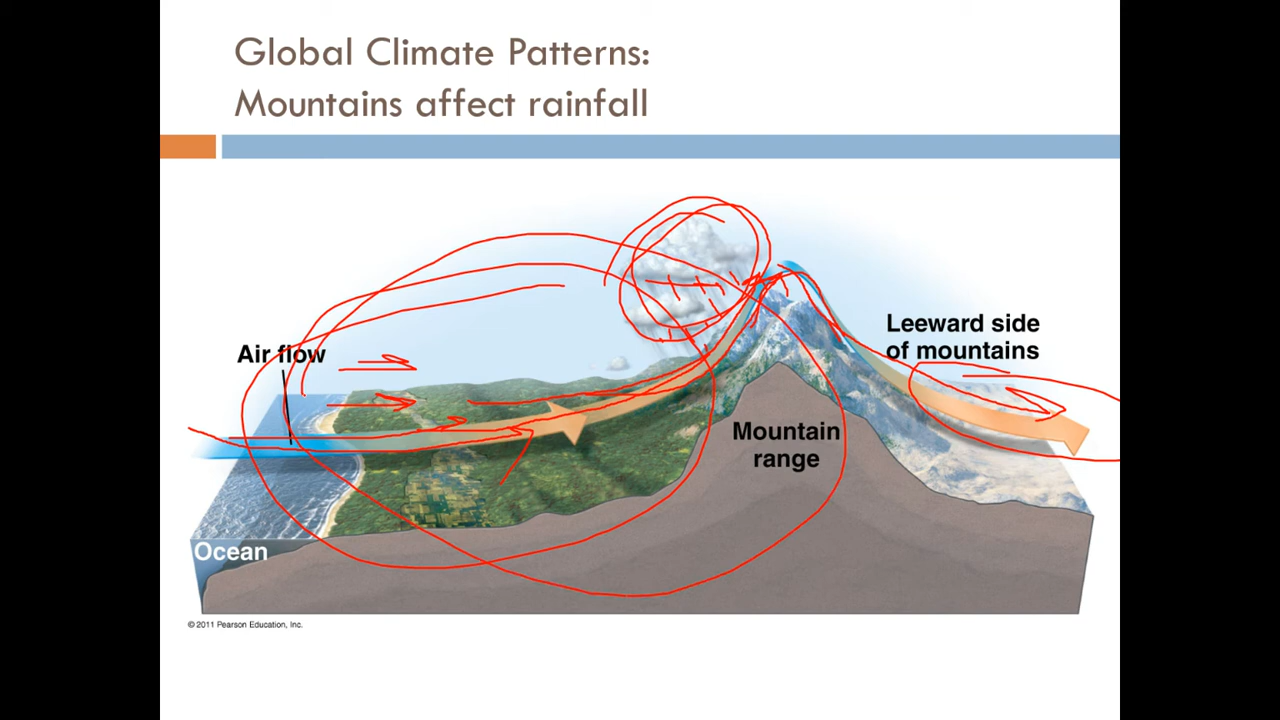 Global Climate Patterns:
Mountains affect rainfall
Air flow
Leeward side
of mountains
Mountain
range
Ocean
© 2011 Pearson Education, Inc.